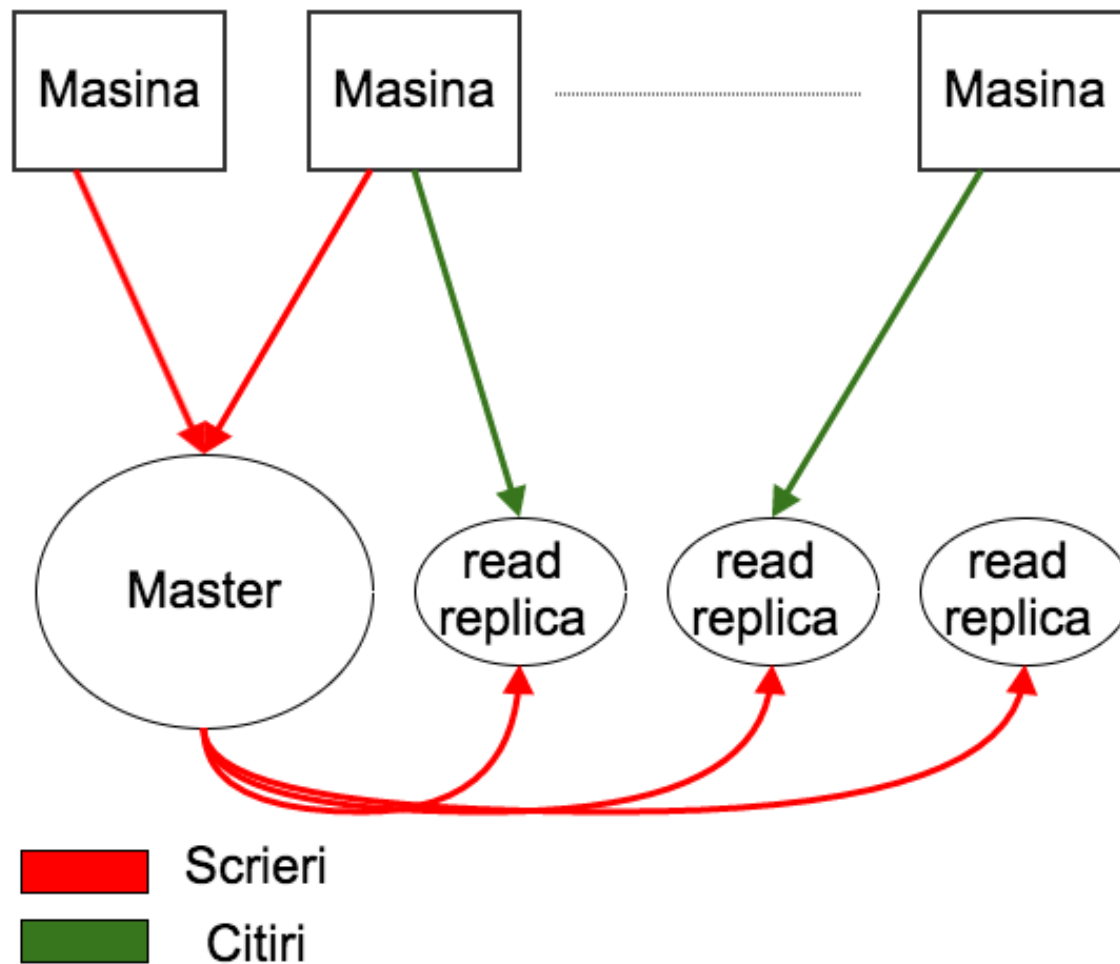 Masina
Masina
Masina
Master
read
replica
read
replica
read
replica
Scrieri
Citiri